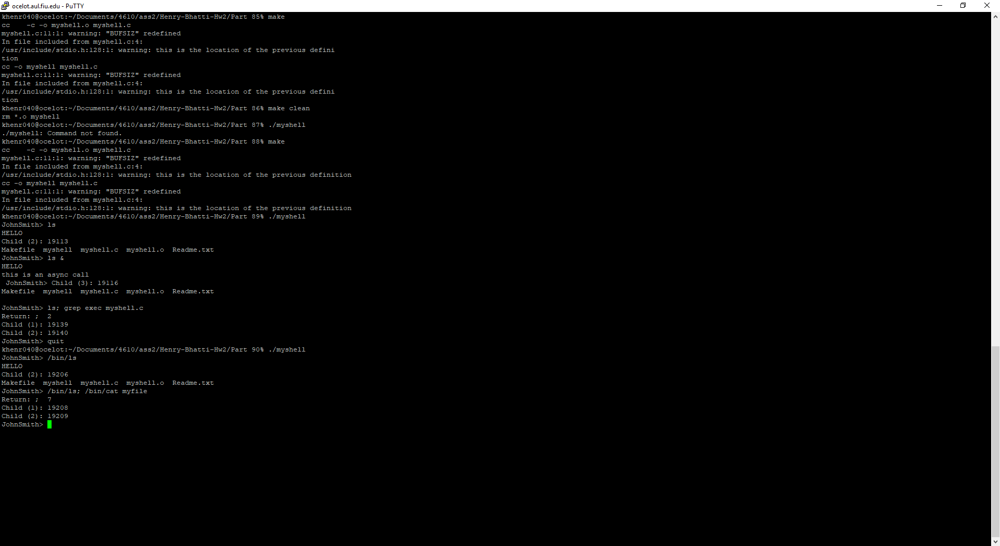 ocelot.aul.fiu.edu - PuTTY
khenr040@ocelot:~/Documents/4610/ass2/Henry-Bhatti-Hw2/Part 85% make
cc    -c -o myshell.o myshell.c
myshell.c:11:1: warning: "BUFSIZ" redefined
In file included from myshell.c:4:
/usr/include/stdio.h:128:1: warning: this is the location of the previous defini
tion
cc -o myshell myshell.c
myshell.c:11:1: warning: "BUFSIZ" redefined
In file included from myshell.c:4:
/usr/include/stdio.h:128:1: warning: this is the location of the previous defini
tion
khenr040@ocelot:~/Documents/4610/ass2/Henry-Bhatti-Hw2/Part 86% make clean
rm *.o myshell
khenr040@ocelot:~/Documents/4610/ass2/Henry-Bhatti-Hw2/Part 87% ./myshell
./myshell: Command not found.
khenr040@ocelot:~/Documents/4610/ass2/Henry-Bhatti-Hw2/Part 88% make
cc    -c -o myshell.o myshell.c
myshell.c:11:1: warning: "BUFSIZ" redefined
In file included from myshell.c:4:
/usr/include/stdio.h:128:1: warning: this is the location of the previous definition
cc -o myshell myshell.c
myshell.c:11:1: warning: "BUFSIZ" redefined
In file included from myshell.c:4:
/usr/include/stdio.h:128:1: warning: this is the location of the previous definition
khenr040@ocelot:~/Documents/4610/ass2/Henry-Bhatti-Hw2/Part 89% ./myshell
JohnSmith> ls
HELLO
Child (2): 19113
Makefile  myshell  myshell.c  myshell.o  Readme.txt
JohnSmith> ls &
HELLO
this is an async call
 JohnSmith> Child (3): 19116
Makefile  myshell  myshell.c  myshell.o  Readme.txt
JohnSmith> ls; grep exec myshell.c
Return: ;  2
Child (1): 19139
Child (2): 19140
JohnSmith> quit
khenr040@ocelot:~/Documents/4610/ass2/Henry-Bhatti-Hw2/Part 90% ./myshell
JohnSmith> /bin/ls
HELLO
Child (2): 19206
Makefile  myshell  myshell.c  myshell.o  Readme.txt
JohnSmith> /bin/ls; /bin/cat myfile
Return: ;  7
Child (1): 19208
Child (2): 19209
JohnSmith>